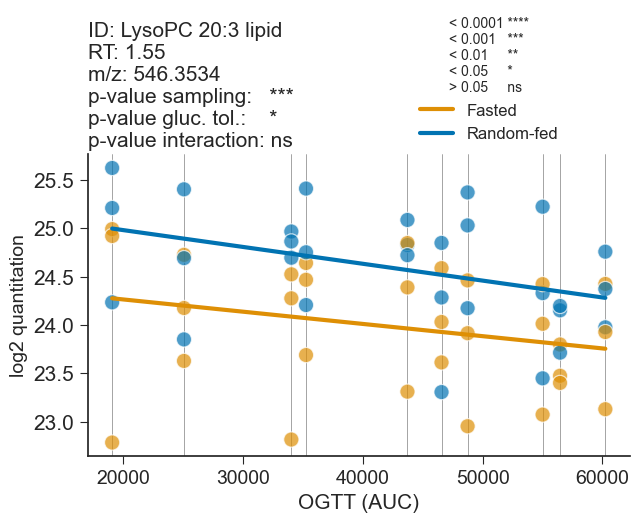 ID: LysoPC 20:3 lipid
RT: 1.55
m/z: 546.3534
p-value sampling: ***
p-value gluc. tol.: *
p-value interaction: ns
< 0.0001 ****
< 0.001 ***
< 0.01 **
< 0.05 *
> 0.05 ns
Fasted
Random-fed
log2 quantitation
25.5
25.0
24.5
24.0
23.5
23.0
20000 30000 40000 50000 60000
OGTT (AUC)